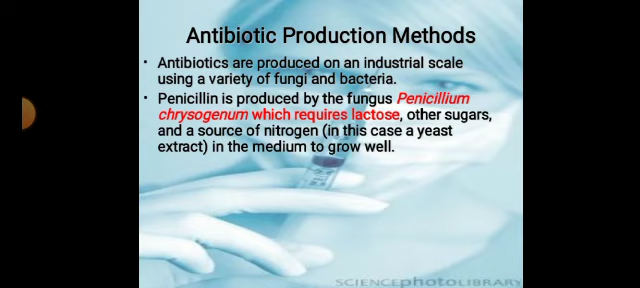 Antibiotic Production Methods
• Antibiotics are produced on an industrial scale
using a variety of fungi and bacteria.
• Penicillin is produced by the fungus Penicillium
chrysogenum which requires lactose, other sugars,
and a source of nitrogen (in this case a yeast
extract) in the medium to grow well.
SCIENCEphotoLIBRARY